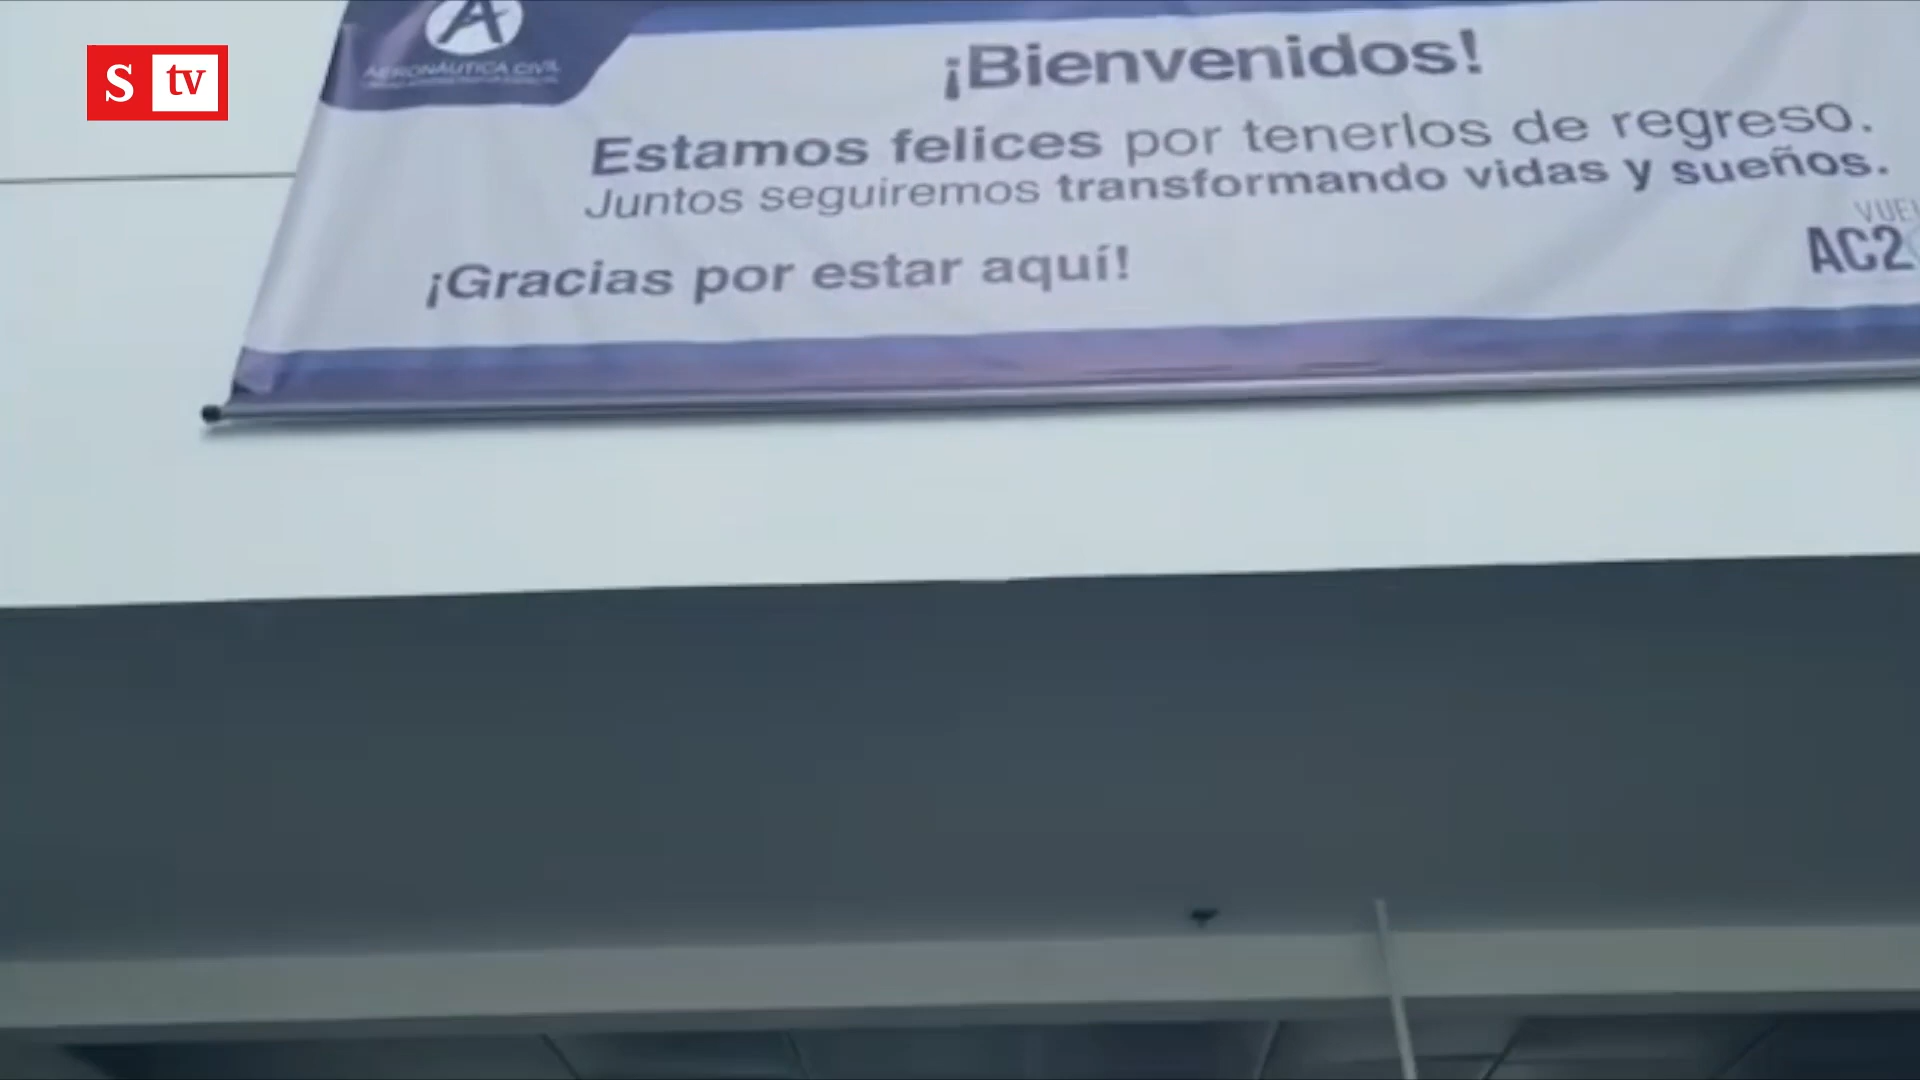 S tv
AERONÁUTICA CIVIL
¡Bienvenidos!
Estamos felices por tenerlos de regreso.
Juntos seguiremos transformando vidas y sueños.
¡Gracias por estar aquí!
AC2